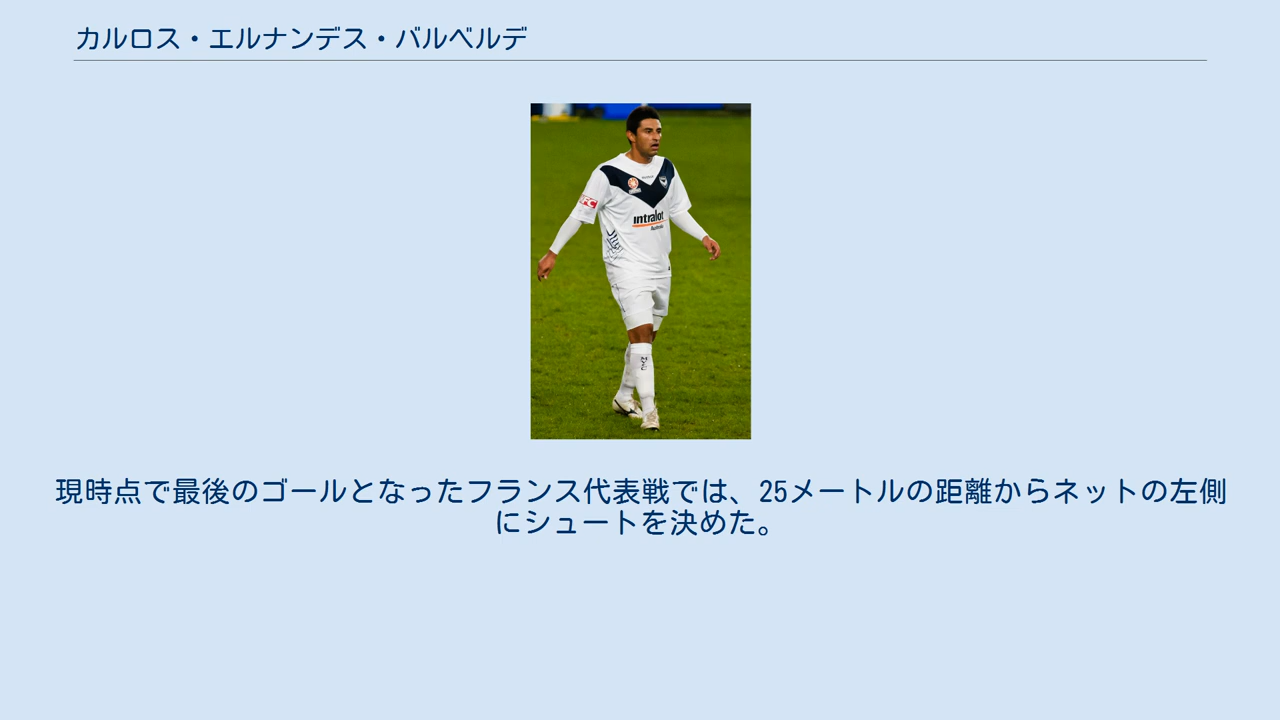 カルロス・エルナンデス・バルベルデ
intralot
Australia
現時点で最後のゴールとなったフランス代表戦では、25メートルの距離からネットの左側
にシュートを決めた。